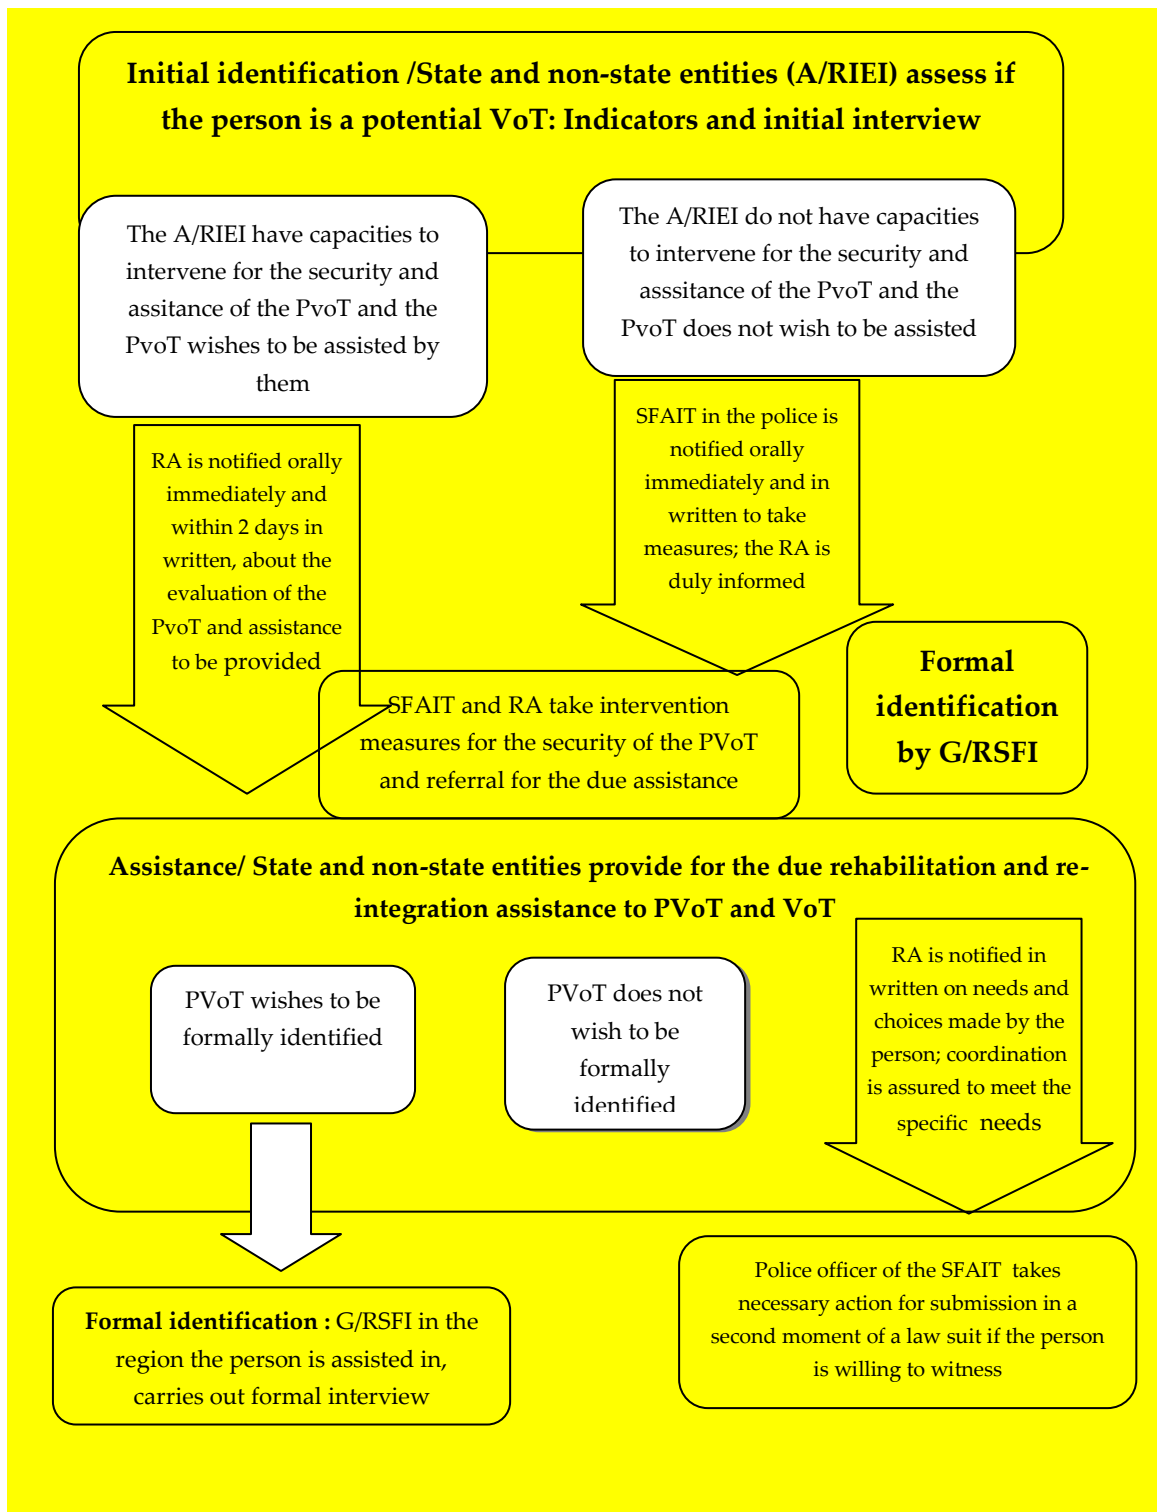 Initial identification /State and non-state entities (A/RIEI) assess if
the person is a potential VoT: Indicators and initial interview
The A/RIEI have capacities to
intervene for the security and
assitance of the PvoT and the
PvoT wishes to be assisted by
them
The A/RIEI do not have capacities
to intervene for the security and
asssitance of the PvoT and the
PvoT does not wish to be assisted
RA is notified orally
immediately and
within 2 days in
written, about the
evaluation of the
PvoT and assistance
to be provided
SFAIT in the police is
notified orally
immediately and in
written to take
measures; the RA is
duly informed
Formal
identification
by G/RSFI
SFAIT and RA take intervention
measures for the security of the PVoT
and referral for the due assistance
Assistance/ State and non-state entities provide for the due rehabilitation and re-
integration assistance to PVoT and VoT
PVoT wishes to be
formally identified
PVoT does not
wish to be
formally
identified
RA is notified in
written on needs and
choices made by the
person; coordination
is assured to meet the
specific needs
Formal identification : G/RSFI in the
region the person is assisted in,
carries out formal interview
Police officer of the SFAIT takes
necessary action for submission in a
second moment of a law suit if the person
is willing to witness